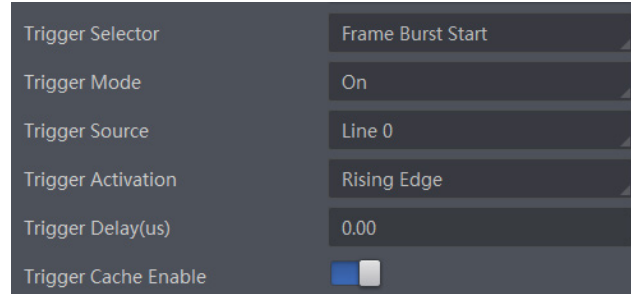 Trigger Selector Frame Burst Start
Trigger Mode On
Trigger Source Line 0
Trigger Activation Rising Edge
Trigger Delay(us) 0.00
Trigger Cache Enable